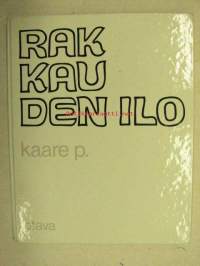 RAK
KAU
DEN ILO
kaare p.
otava